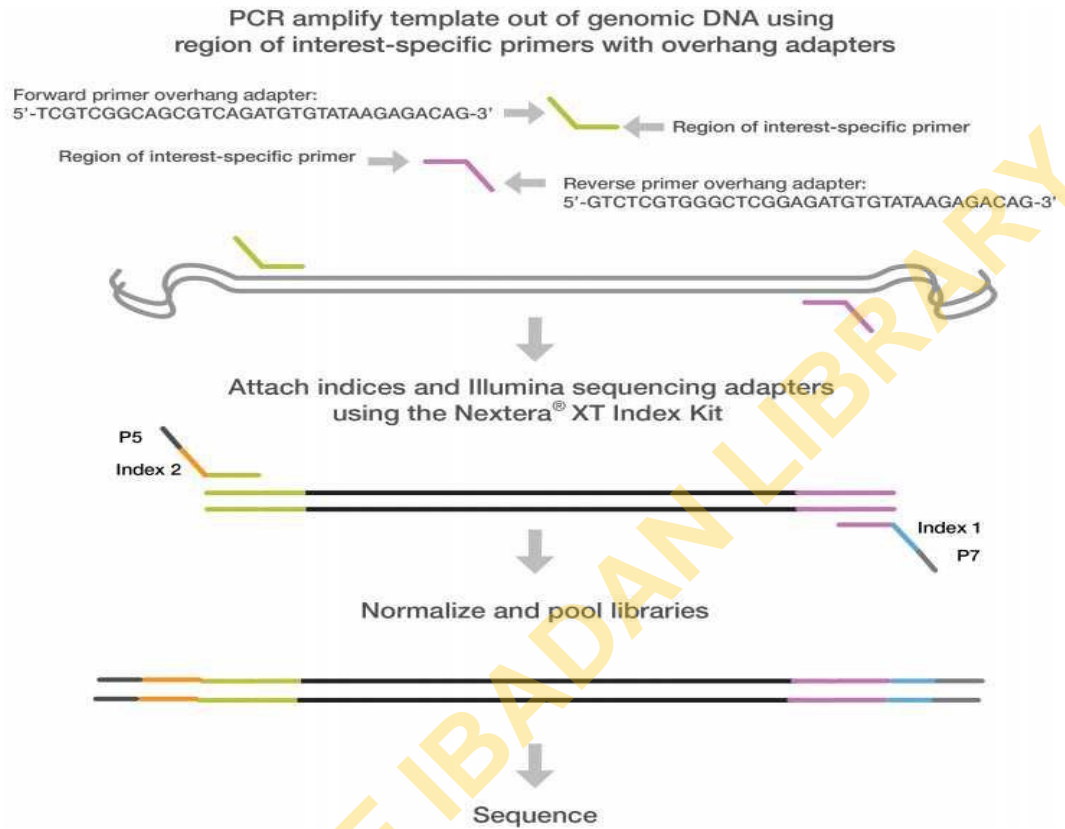 PCR amplify template out of genomic DNA using
region of interest-specific primers with overhang adapters
Forward primer overhang adapter:
5'-TCGTCGGCAGCGTCAGATGTGTATAAGAGACAG-3'
Region of interest-specific primer
Region of interest-specific primer
Reverse primer overhang adapter:
5'-GTCTCGTGGGCTCGGAGATGTGTATAAGAGACAG-3'
Attach indices and Illumina sequencing adapters
using the Nextera® XT Index Kit
P5
Index 2
Index 1
P7
Normalize and pool libraries
Sequence
IBADAN LIBRARY